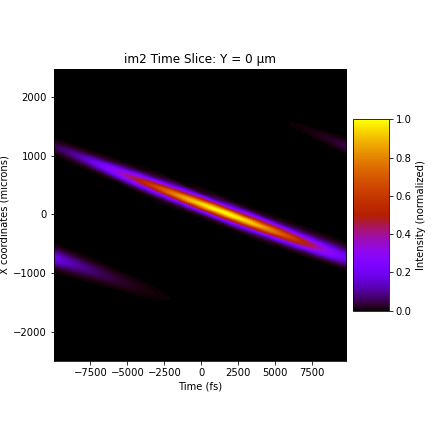 im2 Time Slice: Y = 0 μm
X coordinates (microns)
2000
1000
0
−1000
−2000
−7500 −5000 −2500 0 2500 5000 7500
Time (fs)
1.0
0.8
0.6
0.4
0.2
0.0
Intensity (normalized)